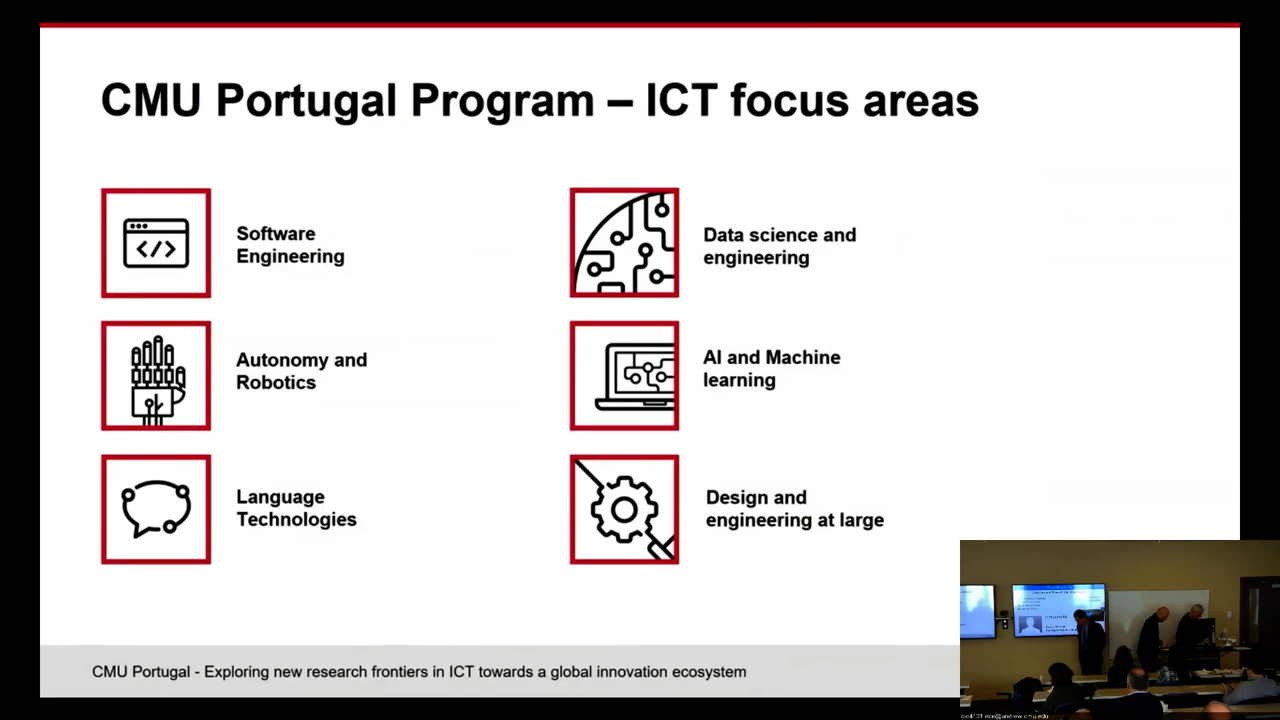 CMU Portugal Program – ICT focus areas
Software
Engineering
Data science and
engineering
Autonomy and
Robotics
AI and Machine
learning
Language
Technologies
Design and
engineering at large
CMU Portugal - Exploring new research frontiers in ICT towards a global innovation ecosystem